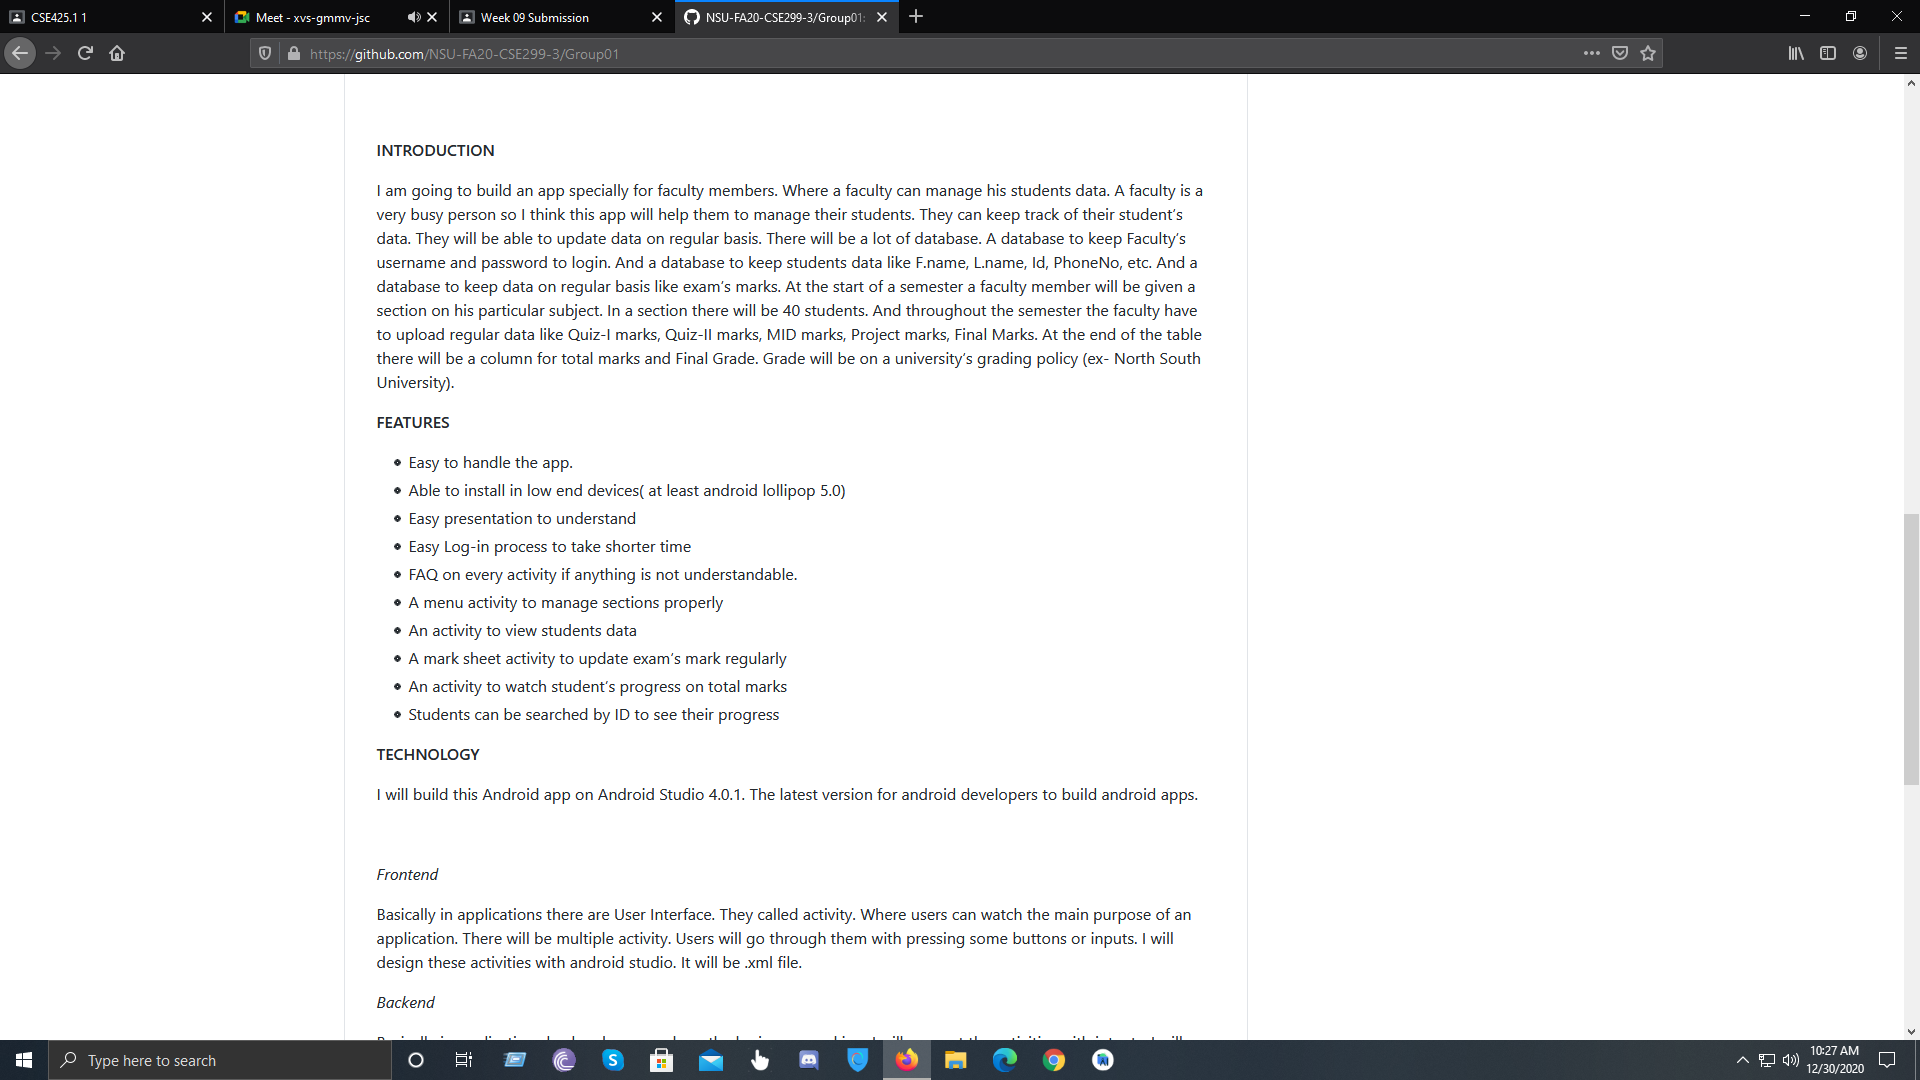 CSE425.1 1
Meet - xvs-gmmv-jsc
Week 09 Submission
NSU-FA20-CSE299-3/Group01:
https://github.com/NSU-FA20-CSE299-3/Group01
INTRODUCTION
I am going to build an app specially for faculty members. Where a faculty can manage his students data. A faculty is a
very busy person so I think this app will help them to manage their students. They can keep track of their student's
data. They will be able to update data on regular basis. There will be a lot of database. A database to keep Faculty's
username and password to login. And a database to keep students data like F.name, L.name, Id, PhoneNo, etc. And a
database to keep data on regular basis like exam's marks. At the start of a semester a faculty member will be given a
section on his particular subject. In a section there will be 40 students. And throughout the semester the faculty have
to upload regular data like Quiz-I marks, Quiz-II marks, MID marks, Project marks, Final Marks. At the end of the table
there will be a column for total marks and Final Grade. Grade will be on a university's grading policy (ex- North South
University).
FEATURES
Easy to handle the app.
Able to install in low end devices( at least android lollipop 5.0)
Easy presentation to understand
Easy Log-in process to take shorter time
FAQ on every activity if anything is not understandable.
A menu activity to manage sections properly
An activity to view students data
A mark sheet activity to update exam's mark regularly
An activity to watch student's progress on total marks
Students can be searched by ID to see their progress
TECHNOLOGY
I will build this Android app on Android Studio 4.0.1. The latest version for android developers to build android apps.
Frontend
Basically in applications there are User Interface. They called activity. Where users can watch the main purpose of an
application. There will be multiple activity. Users will go through them with pressing some buttons or inputs. I will
design these activities with android studio. It will be .xml file.
Backend
Type here to search
10:27 AM
12/30/2020